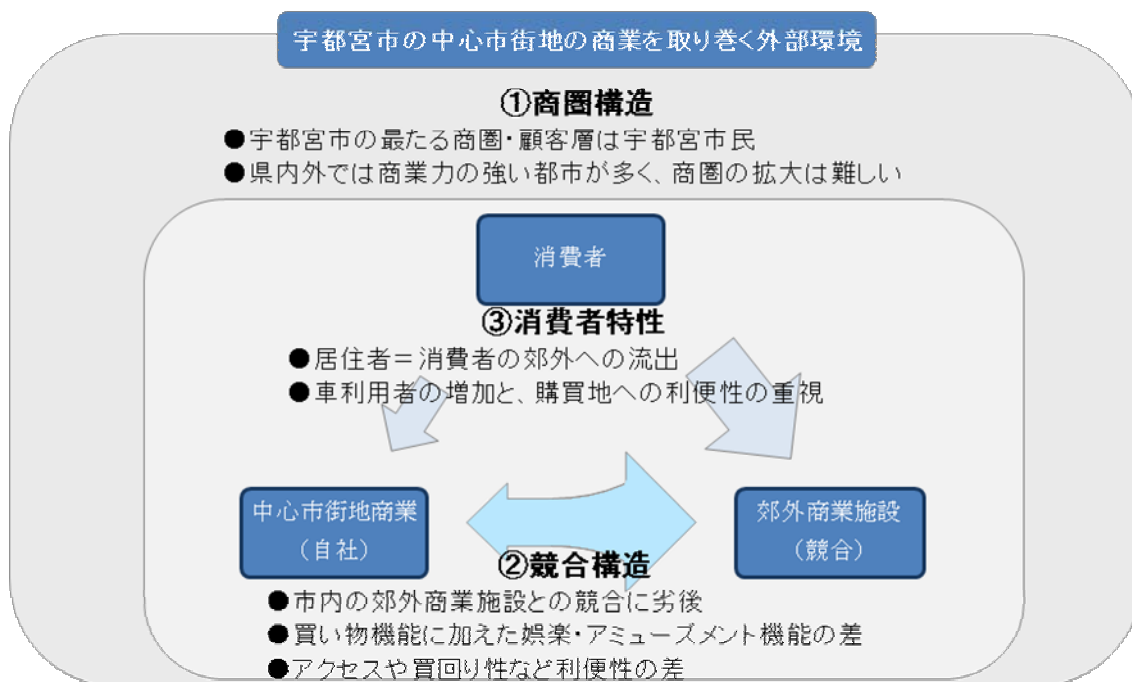 宇都宮市の中心市街地の商業を取り巻く外部環境
①商圏構造
●宇都宮市の最たる商圏・顧客層は宇都宮市民
●県内外では商業力の強い都市が多く、商圏の拡大は難しい
消費者
③消費者特性
●居住者＝消費者の郊外への流出
●車利用者の増加と、購買地への利便性の重視
中心市街地商業
（自社）
郊外商業施設
（競合）
②競合構造
●市内の郊外商業施設との競合に劣後
●買い物機能に加えた娯楽・アミューズメント機能の差
●アクセスや買回り性など利便性の差